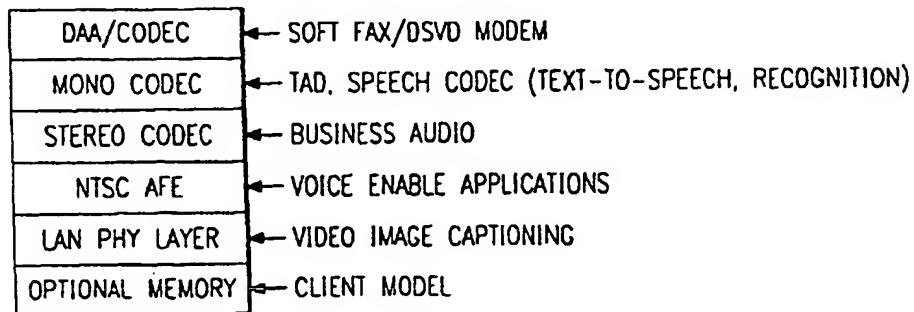 DAA/CODEC SOFT FAX/DSVD MODEM
MONO CODEC TAD, SPEECH CODEC (TEXT-TO-SPEECH, RECOGNITION)
STEREO CODEC BUSINESS AUDIO
NTSC AFE VOICE ENABLE APPLICATIONS
LAN PHY LAYER VIDEO IMAGE CAPTIONING
OPTIONAL MEMORY CLIENT MODEL